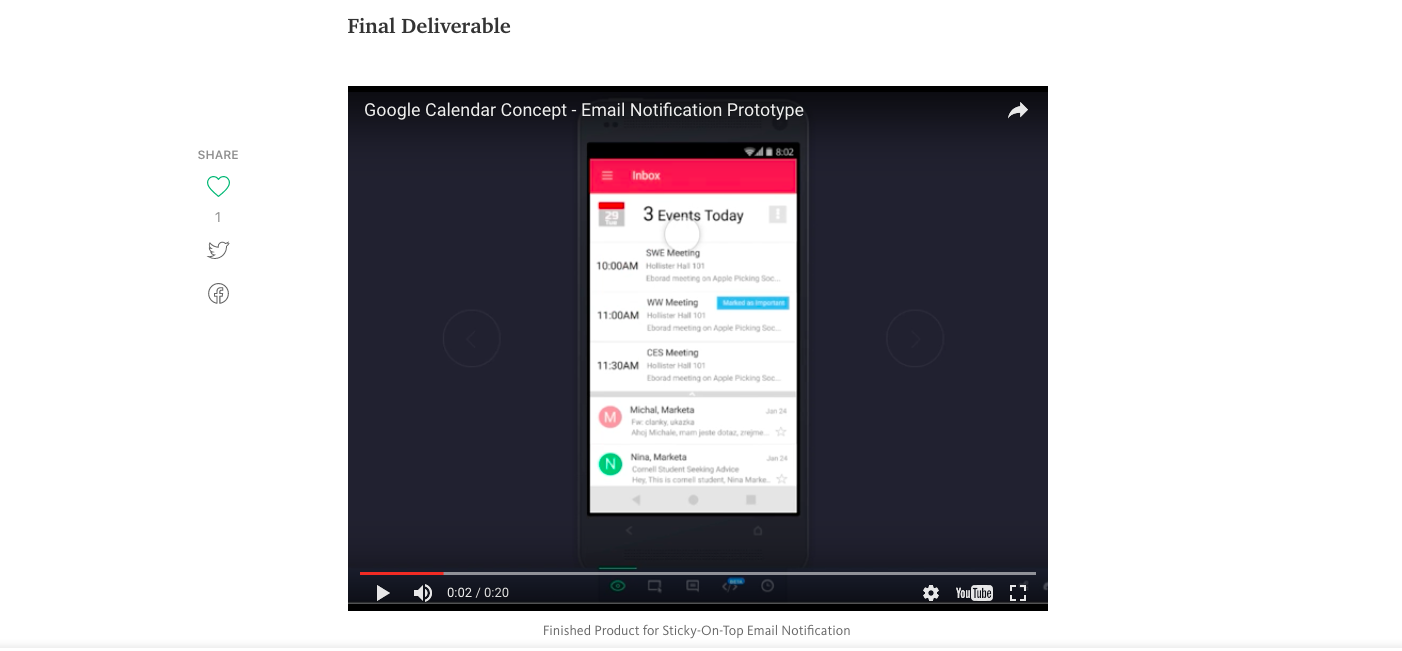 Final Deliverable
Google Calendar Concept - Email Notification Prototype
SHARE
1
8:02
Inbox
29
3 Events Today
SWE Meeting
10:00AM
Hollister Hall 101
Eborad meeting on Apple Picking Soc...
WW Meeting
Marked as Important
11:00AM
Hollister Hall 101
Eborad meeting on Apple Picking Soc...
CES Meeting
11:30AM
Hollister Hall 101
Eborad meeting on Apple Picking Soc...
M
Michal, Marketa
Jan 24
Fw: clanky, ukazka
Ahoj Michale, mam jeste dotaz, zrejme...
N
Nina, Marketa
Jan 24
Cornell Student Seeking Advice
Hey, This is cornell student, Nina Marke..
BETA
0:02 / 0:20
YouTube
Finished Product for Sticky-On-Top Email Notification